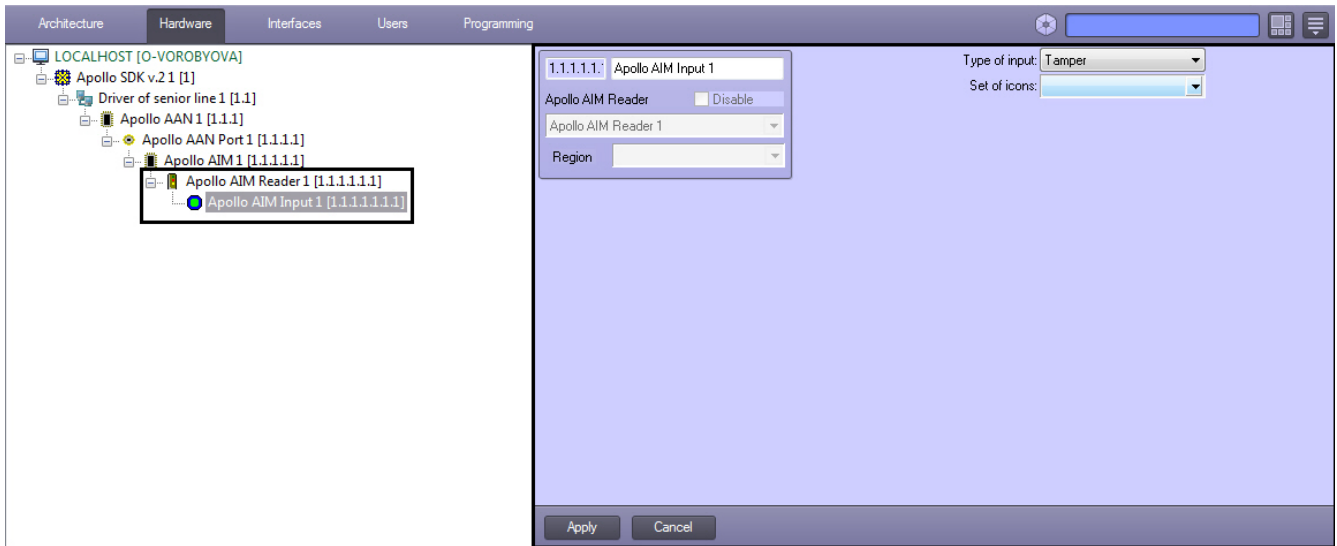 Architecture Hardware Interfaces Users Programming
LOCALHOST [O-VOROBYOVA]
Apollo SDK v.2 1 [1]
Driver of senior line 1 [1.1]
Apollo AAN 1 [1.1.1]
Apollo AAN Port 1 [1.1.1.1]
Apollo AIM 1 [1.1.1.1.1]
Apollo AIM Reader 1 [1.1.1.1.1.1]
Apollo AIM Input 1 [1.1.1.1.1.1.1]
1.1.1.1.1. Apollo AIM Input 1
Apollo AIM Reader Disable
Apollo AIM Reader 1
Region
Type of input: Tamper
Set of icons:
Apply Cancel